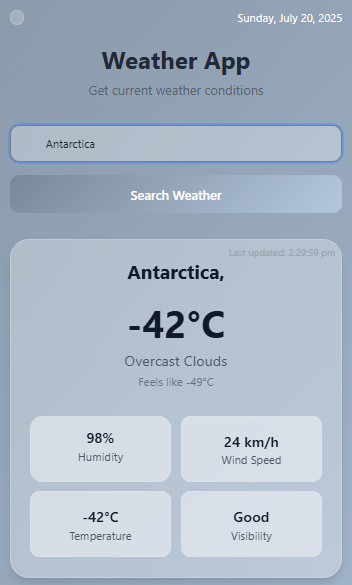 Sunday, July 20, 2025
Weather App
Get current weather conditions
Antarctica
Search Weather
Last updated: 2:29:59 pm
Antarctica,
-42°C
Overcast Clouds
Feels like -49°C
98%
Humidity
24 km/h
Wind Speed
-42°C
Temperature
Good
Visibility